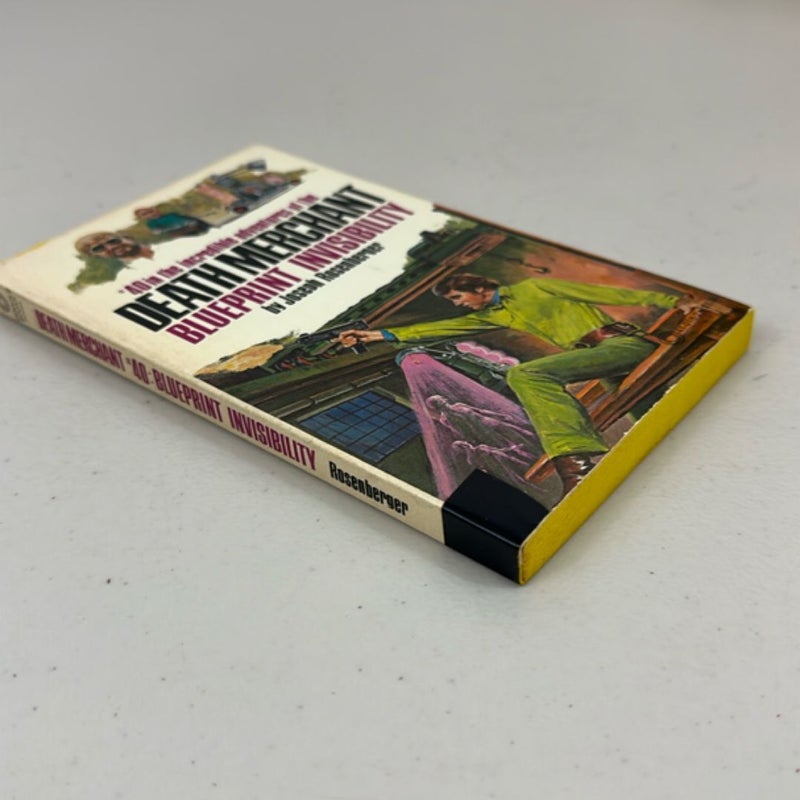 #40 in the incredible adventures of the
DEATH MERCHANT
BLUEPRINT INVISIBILITY
by Joseph Rosenberger
DEATH MERCHANT #40 BLUEPRINT INVISIBILITY Rosenberger